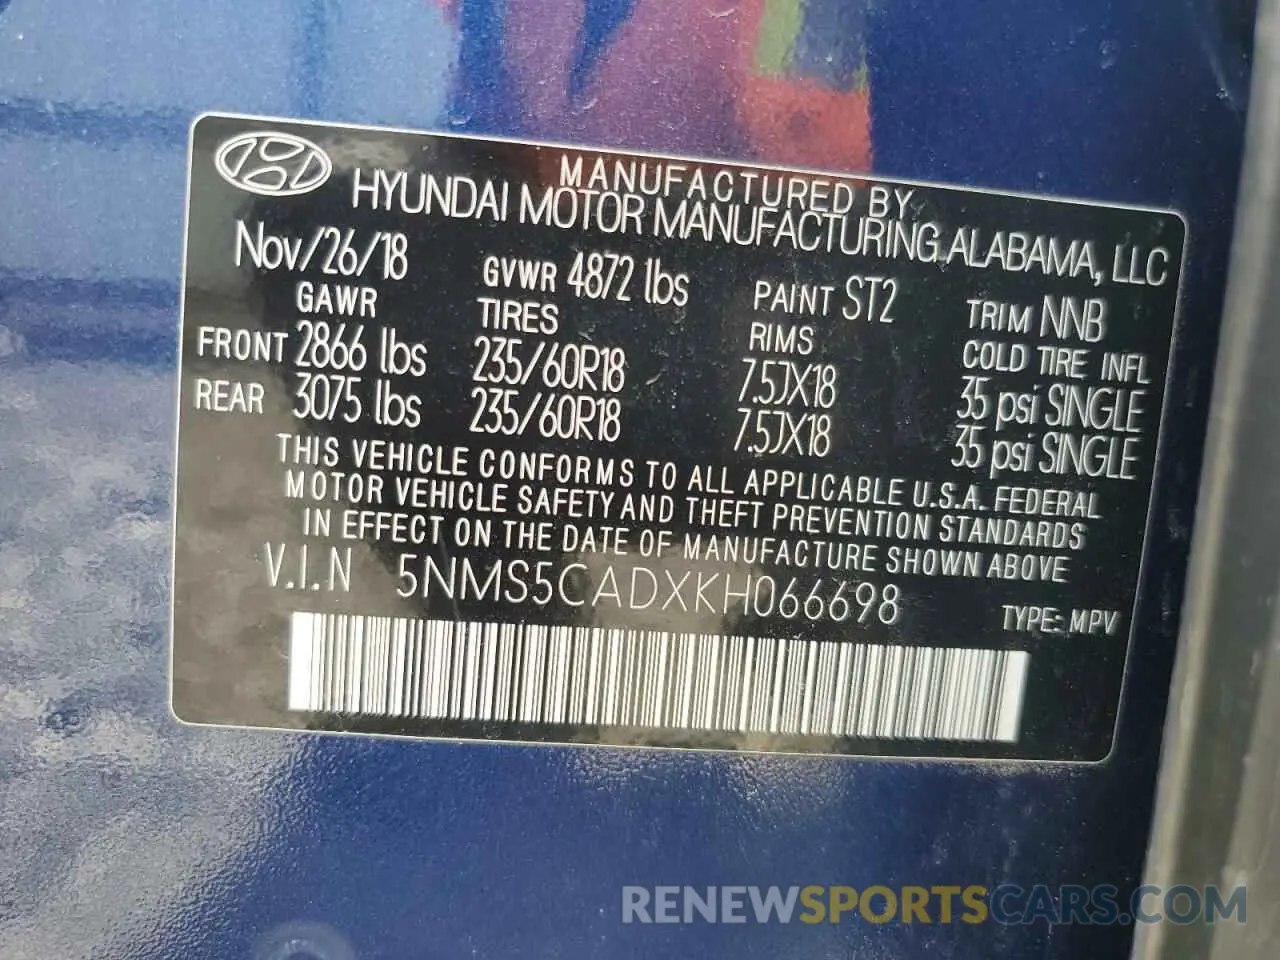 MANUFACTURED BY
HYUNDAI MOTOR MANUFACTURING ALABAMA, LLC
Nov/26/18 GVWR 4872 lbs PAINT ST2 TRIM NNB
GAWR TIRES RIMS COLD TIRE INFL
FRONT 2866 lbs 235/60R18 7.5JX18 35 psi SINGLE
REAR 3075 lbs 235/60R18 7.5JX18 35 psi SINGLE
THIS VEHICLE CONFORMS TO ALL APPLICABLE U.S.A. FEDERAL
MOTOR VEHICLE SAFETY AND THEFT PREVENTION STANDARDS
IN EFFECT ON THE DATE OF MANUFACTURE SHOWN ABOVE
V.I.N 5NMS5CADXKH066698 TYPE: MPV
RENEWSPORTSCARS.COM